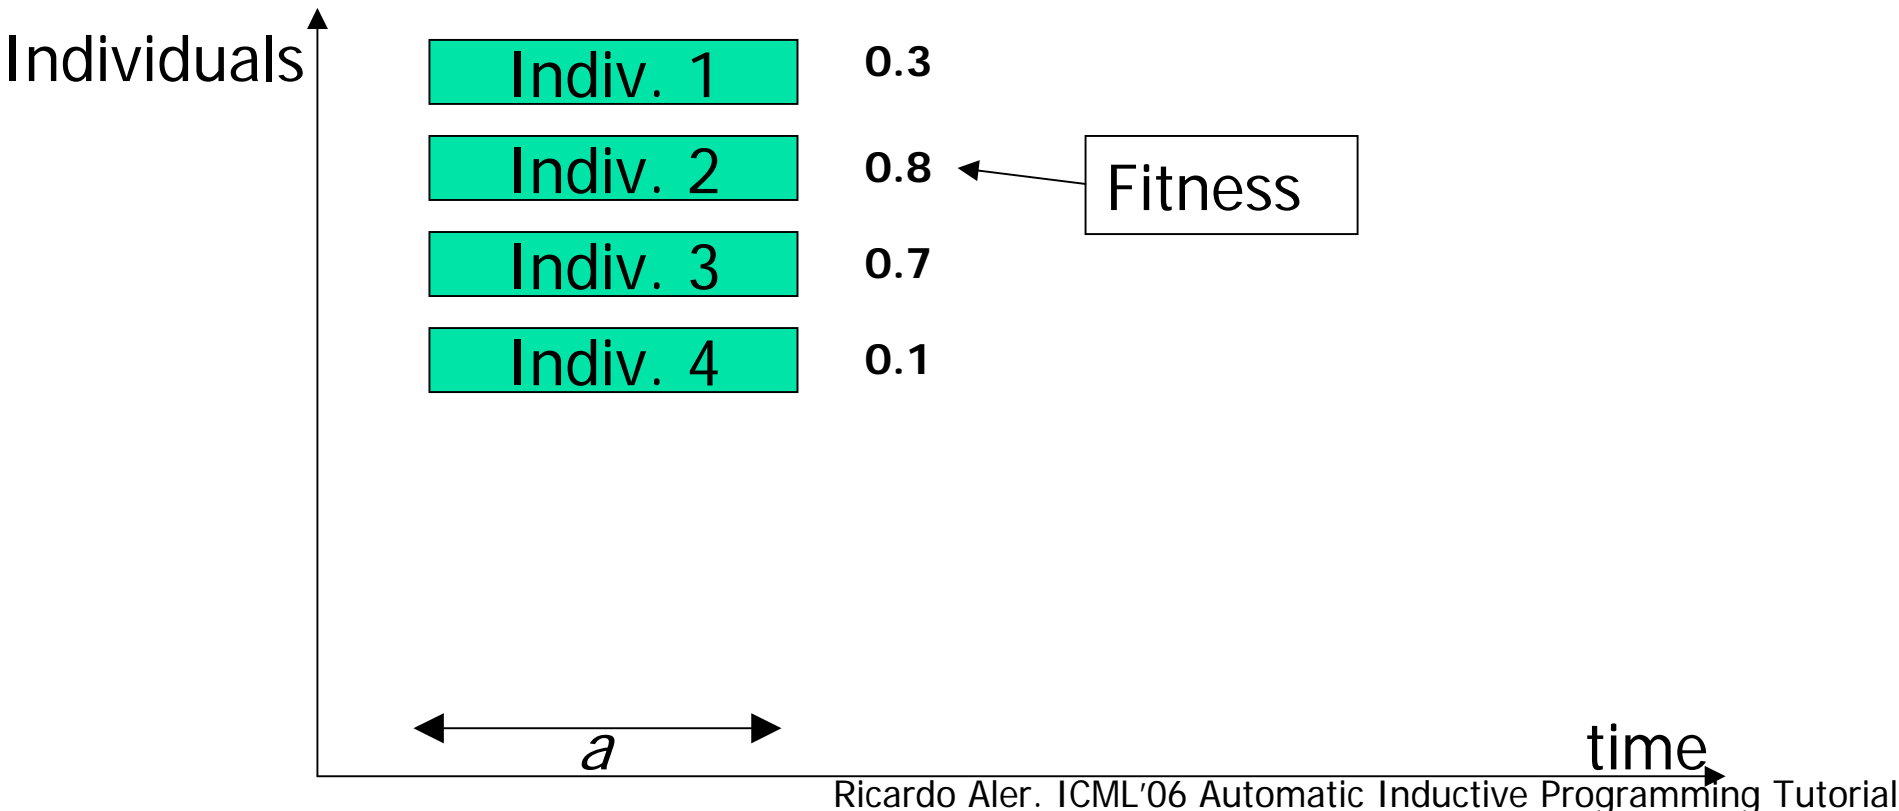 Individuals
Indiv. 1
0.3
Indiv. 2
0.8
Fitness
Indiv. 3
0.7
Indiv. 4
0.1
a
time
Ricardo Aler. ICML'06 Automatic Inductive Programming Tutorial